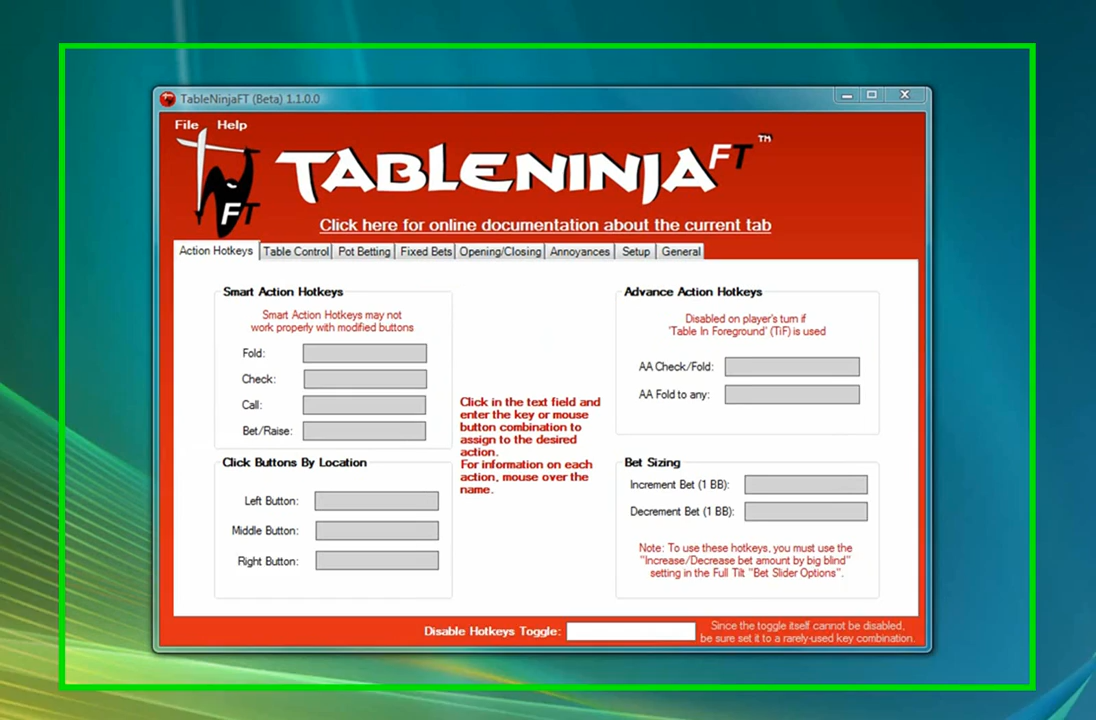 TableNinjaFT (Beta) 1.1.0.0
File Help
TABLENINJA FT ™
FT
Click here for online documentation about the current tab
Action Hotkeys Table Control Pot Betting Fixed Bets Opening/Closing Annoyances Setup General
Smart Action Hotkeys
Smart Action Hotkeys may not
work properly with modified buttons
Fold:
Check:
Call:
Bet/Raise:
Click Buttons By Location
Left Button:
Middle Button:
Right Button:
Click in the text field and
enter the key or mouse
button combination to
assign to the desired
action.
For information on each
action, mouse over the
name.
Advance Action Hotkeys
Disabled on player's turn if
'Table In Foreground' (TiF) is used
AA Check/Fold:
AA Fold to any:
Bet Sizing
Increment Bet (1 BB):
Decrement Bet (1 BB):
Note: To use these hotkeys, you must use the
"Increase/Decrease bet amount by big blind"
setting in the Full Tilt "Bet Slider Options".
Disable Hotkeys Toggle:
Since the toggle itself cannot be disabled,
be sure set it to a rarely-used key combination.